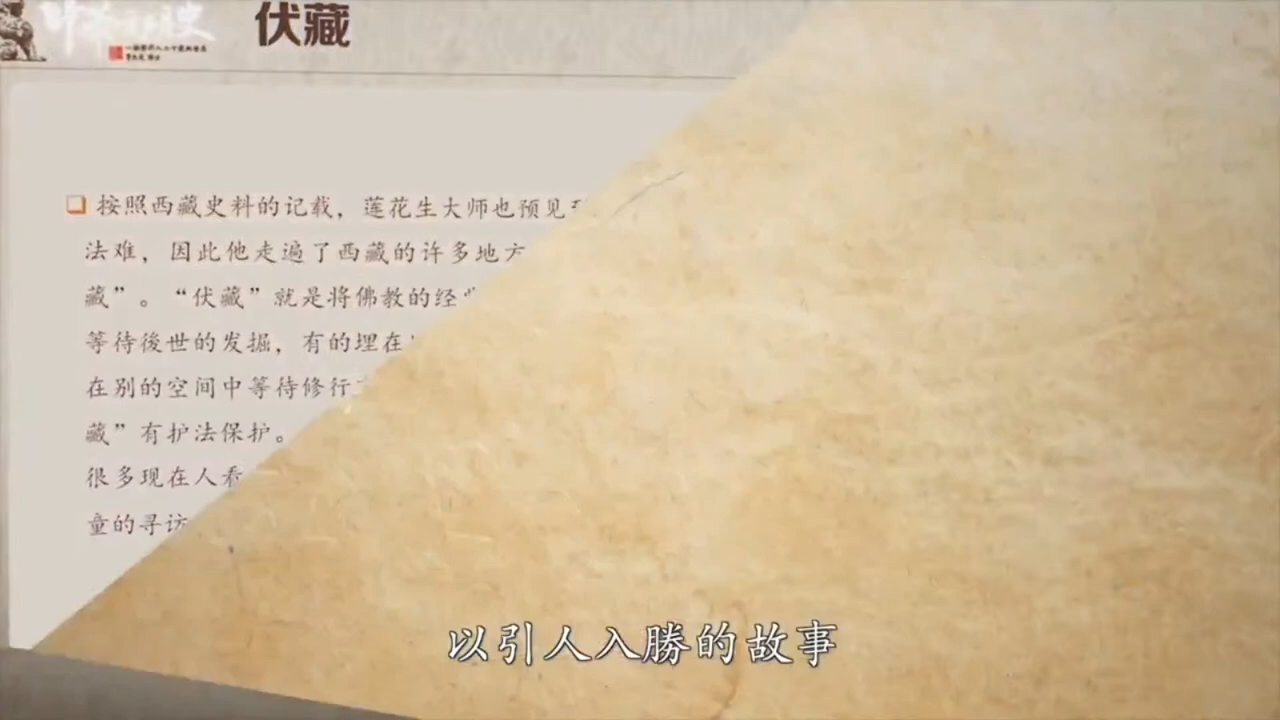 伏藏
按照西藏史料的记载，莲花生大师也预见
法难，因此他走遍了西藏的许多地方
藏”。“伏藏”就是将佛教的经
等待後世的发掘，有的埋在
在别的空间中等待修行
藏”有护法保护。
很多现在人看
童的寻访
以引人入勝的故事